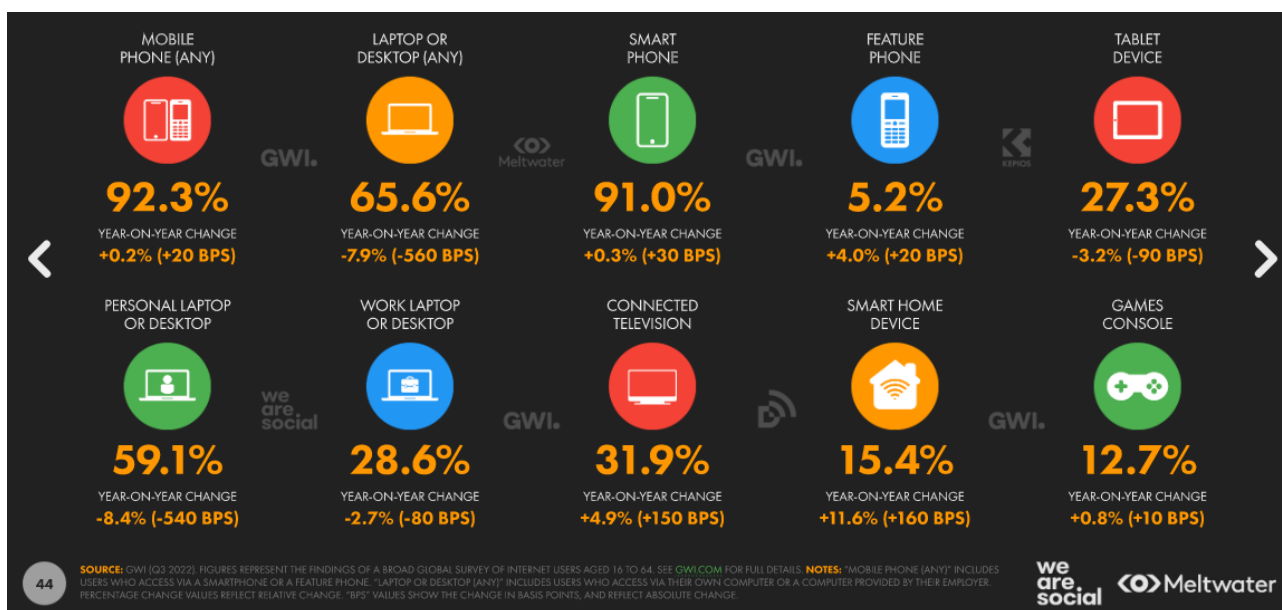 MOBILE
PHONE (ANY)
LAPTOP OR
DESKTOP (ANY)
SMART
PHONE
FEATURE
PHONE
TABLET
DEVICE
GWI.
Meltwater
GWI.
KEPIOS
92.3%
65.6%
91.0%
5.2%
27.3%
YEAR-ON-YEAR CHANGE
+0.2% (+20 BPS)
YEAR-ON-YEAR CHANGE
-7.9% (-560 BPS)
YEAR-ON-YEAR CHANGE
+0.3% (+30 BPS)
YEAR-ON-YEAR CHANGE
+4.0% (+20 BPS)
YEAR-ON-YEAR CHANGE
-3.2% (-90 BPS)
PERSONAL LAPTOP
OR DESKTOP
WORK LAPTOP
OR DESKTOP
CONNECTED
TELEVISION
SMART HOME
DEVICE
GAMES
CONSOLE
we
are
social
GWI.
GWI.
59.1%
28.6%
31.9%
15.4%
12.7%
YEAR-ON-YEAR CHANGE
-8.4% (-540 BPS)
YEAR-ON-YEAR CHANGE
-2.7% (-80 BPS)
YEAR-ON-YEAR CHANGE
+4.9% (+150 BPS)
YEAR-ON-YEAR CHANGE
+11.6% (+160 BPS)
YEAR-ON-YEAR CHANGE
+0.8% (+10 BPS)
44
SOURCE: GWI (Q3 2022). FIGURES REPRESENT THE FINDINGS OF A BROAD GLOBAL SURVEY OF INTERNET USERS AGED 16 TO 64. SEE GWI.COM FOR FULL DETAILS. NOTES: "MOBILE PHONE (ANY)" INCLUDES
USERS WHO ACCESS VIA A SMARTPHONE OR A FEATURE PHONE. "LAPTOP OR DESKTOP (ANY)" INCLUDES USERS WHO ACCESS VIA THEIR OWN COMPUTER OR A COMPUTER PROVIDED BY THEIR EMPLOYER.
PERCENTAGE CHANGE VALUES REFLECT RELATIVE CHANGE. "BPS" VALUES SHOW THE CHANGE IN BASIS POINTS, AND REFLECT ABSOLUTE CHANGE.
we
are
social
Meltwater